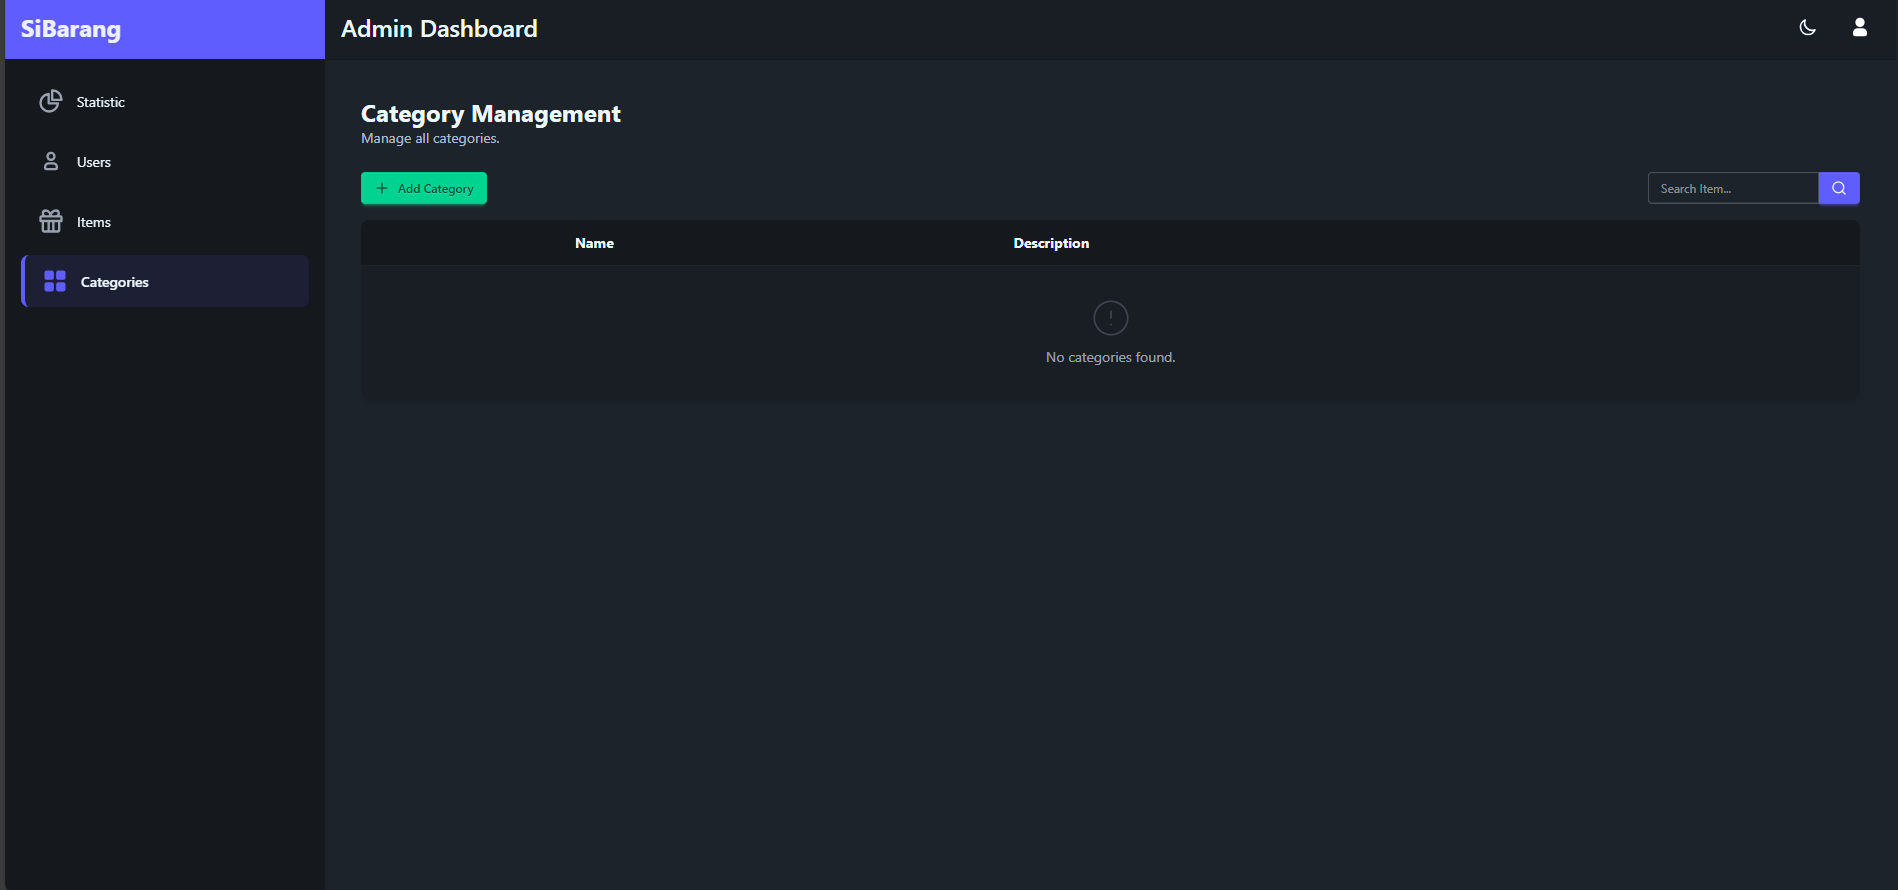 SiBarang
Admin Dashboard
Statistic
Users
Items
Categories
Category Management
Manage all categories.
Add Category
Search Item...
Name
Description
No categories found.